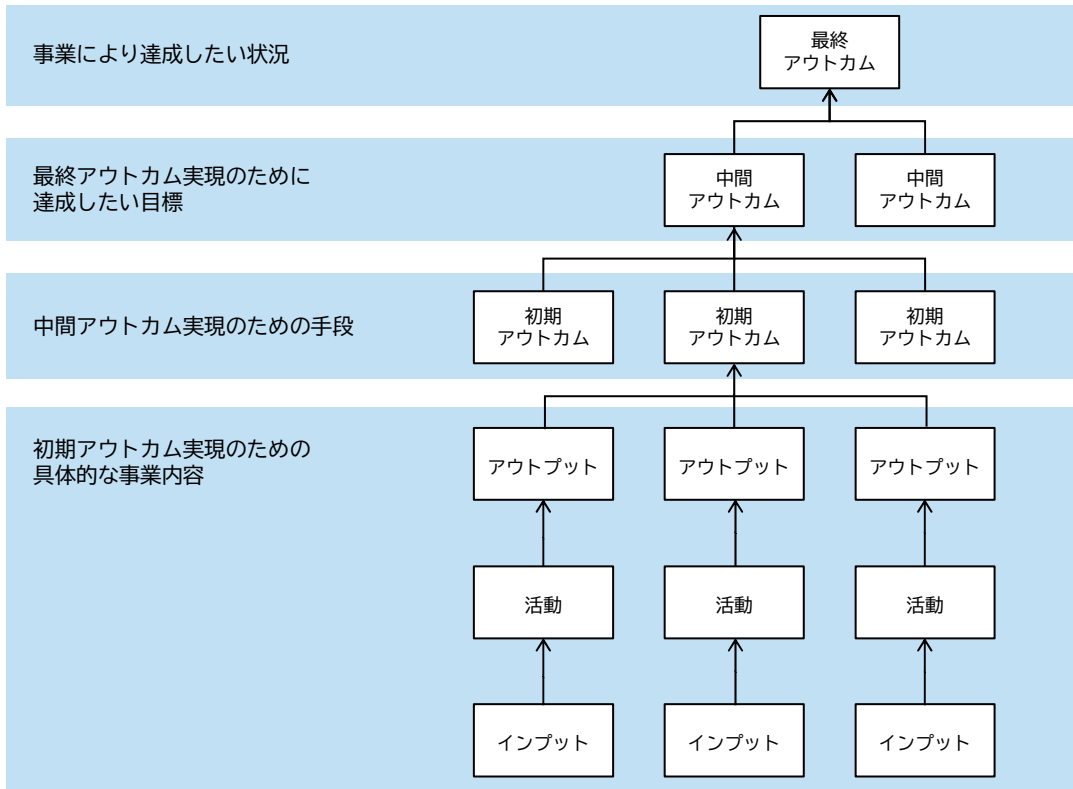 事業により達成したい状況
最終
アウトカム
最終アウトカム実現のために
達成したい目標
中間
アウトカム
中間
アウトカム
中間アウトカム実現のための手段
初期
アウトカム
初期
アウトカム
初期
アウトカム
初期アウトカム実現のための
具体的な事業内容
アウトプット
アウトプット
アウトプット
活動
活動
活動
インプット
インプット
インプット